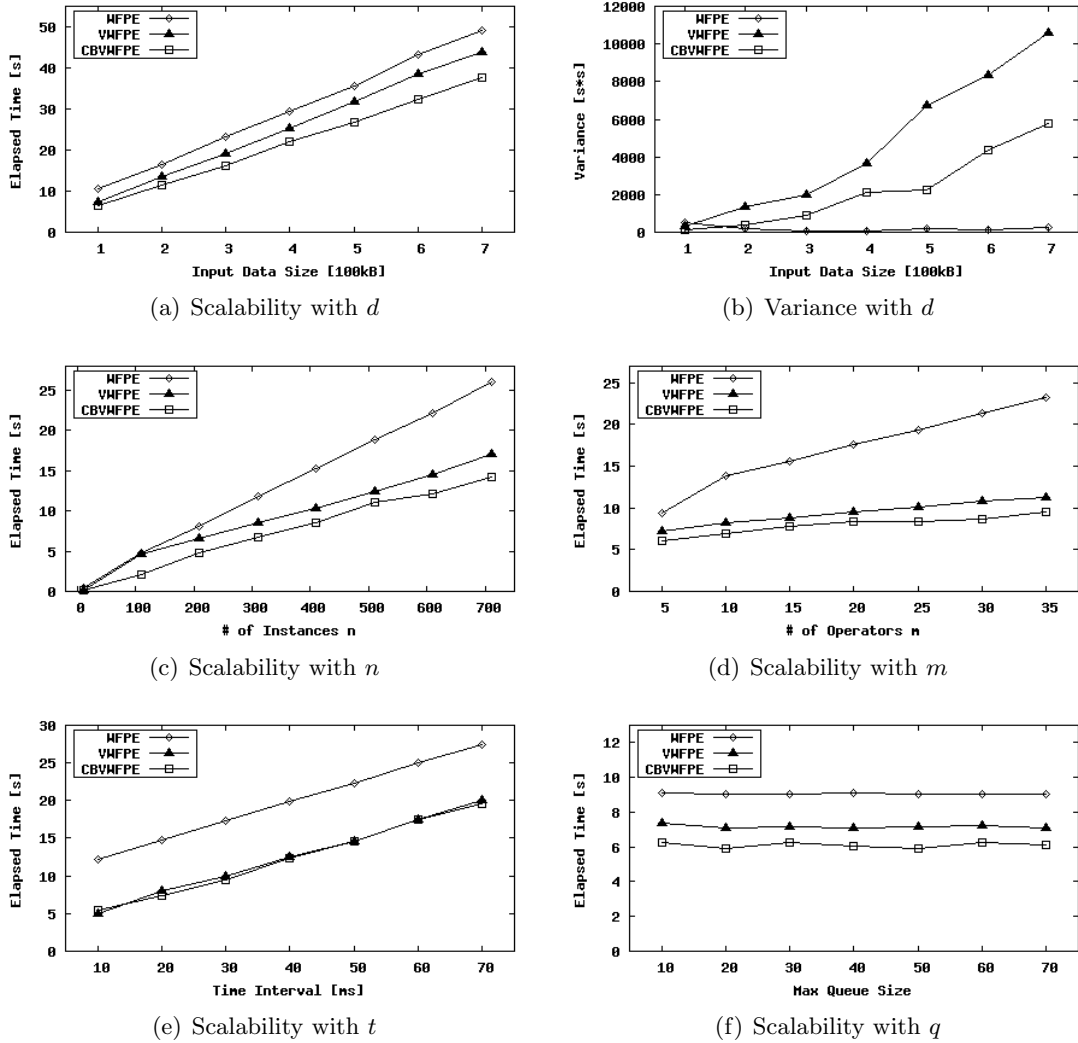 WFPE
VWFPE
CBVWFPE
Elapsed Time [s]
60
50
40
30
20
10
0
1 2 3 4 5 6 7
Input Data Size [100kB]
(a) Scalability with d
WFPE
VWFPE
CBVWFPE
Variance [s*s]
12000
10000
8000
6000
4000
2000
0
1 2 3 4 5 6 7
Input Data Size [100kB]
(b) Variance with d
WFPE
VWFPE
CBVWFPE
Elapsed Time [s]
25
20
15
10
5
0
0 100 200 300 400 500 600 700
# of Instances n
(c) Scalability with n
WFPE
VWFPE
CBVWFPE
Elapsed Time [s]
25
20
15
10
5
0
5 10 15 20 25 30 35
# of Operators m
(d) Scalability with m
WFPE
VWFPE
CBVWFPE
Elapsed Time [s]
30
25
20
15
10
5
0
10 20 30 40 50 60 70
Time Interval [ms]
(e) Scalability with t
WFPE
VWFPE
CBVWFPE
Elapsed Time [s]
12
10
8
6
4
2
0
10 20 30 40 50 60 70
Max Queue Size
(f) Scalability with q